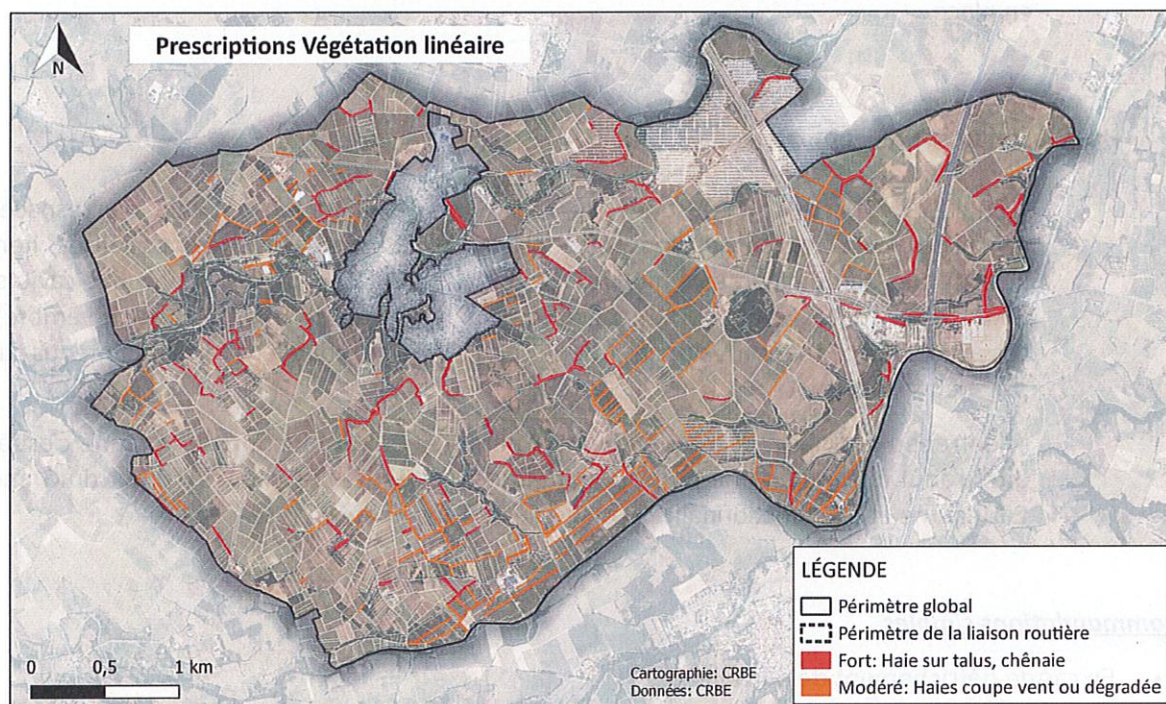 Prescriptions Végétation linéaire
N
LÉGENDE
Périmètre global
Périmètre de la liaison routière
Fort: Haie sur talus, chênaie
Modéré: Haies coupe vent ou dégradée
0 0,5 1 km
Cartographie: CRBE
Données: CRBE